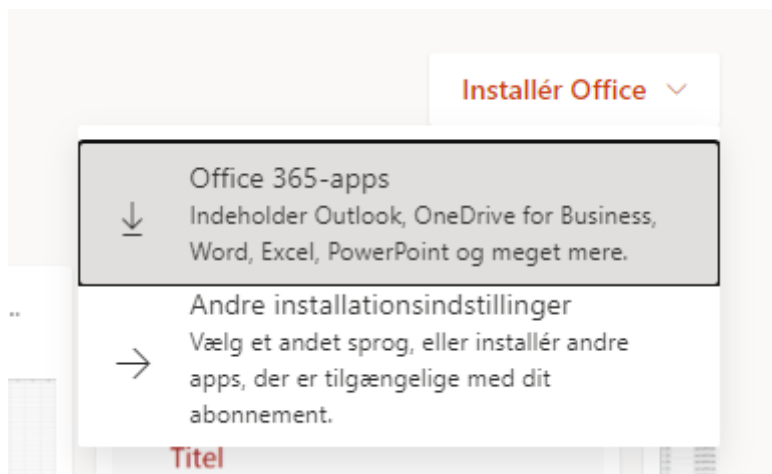 Installér Office
Office 365-apps
Indeholder Outlook, OneDrive for Business,
Word, Excel, PowerPoint og meget mere.
Andre installationsindstillinger
Vælg et andet sprog, eller installér andre
apps, der er tilgængelige med dit
abonnement.
..
Titel